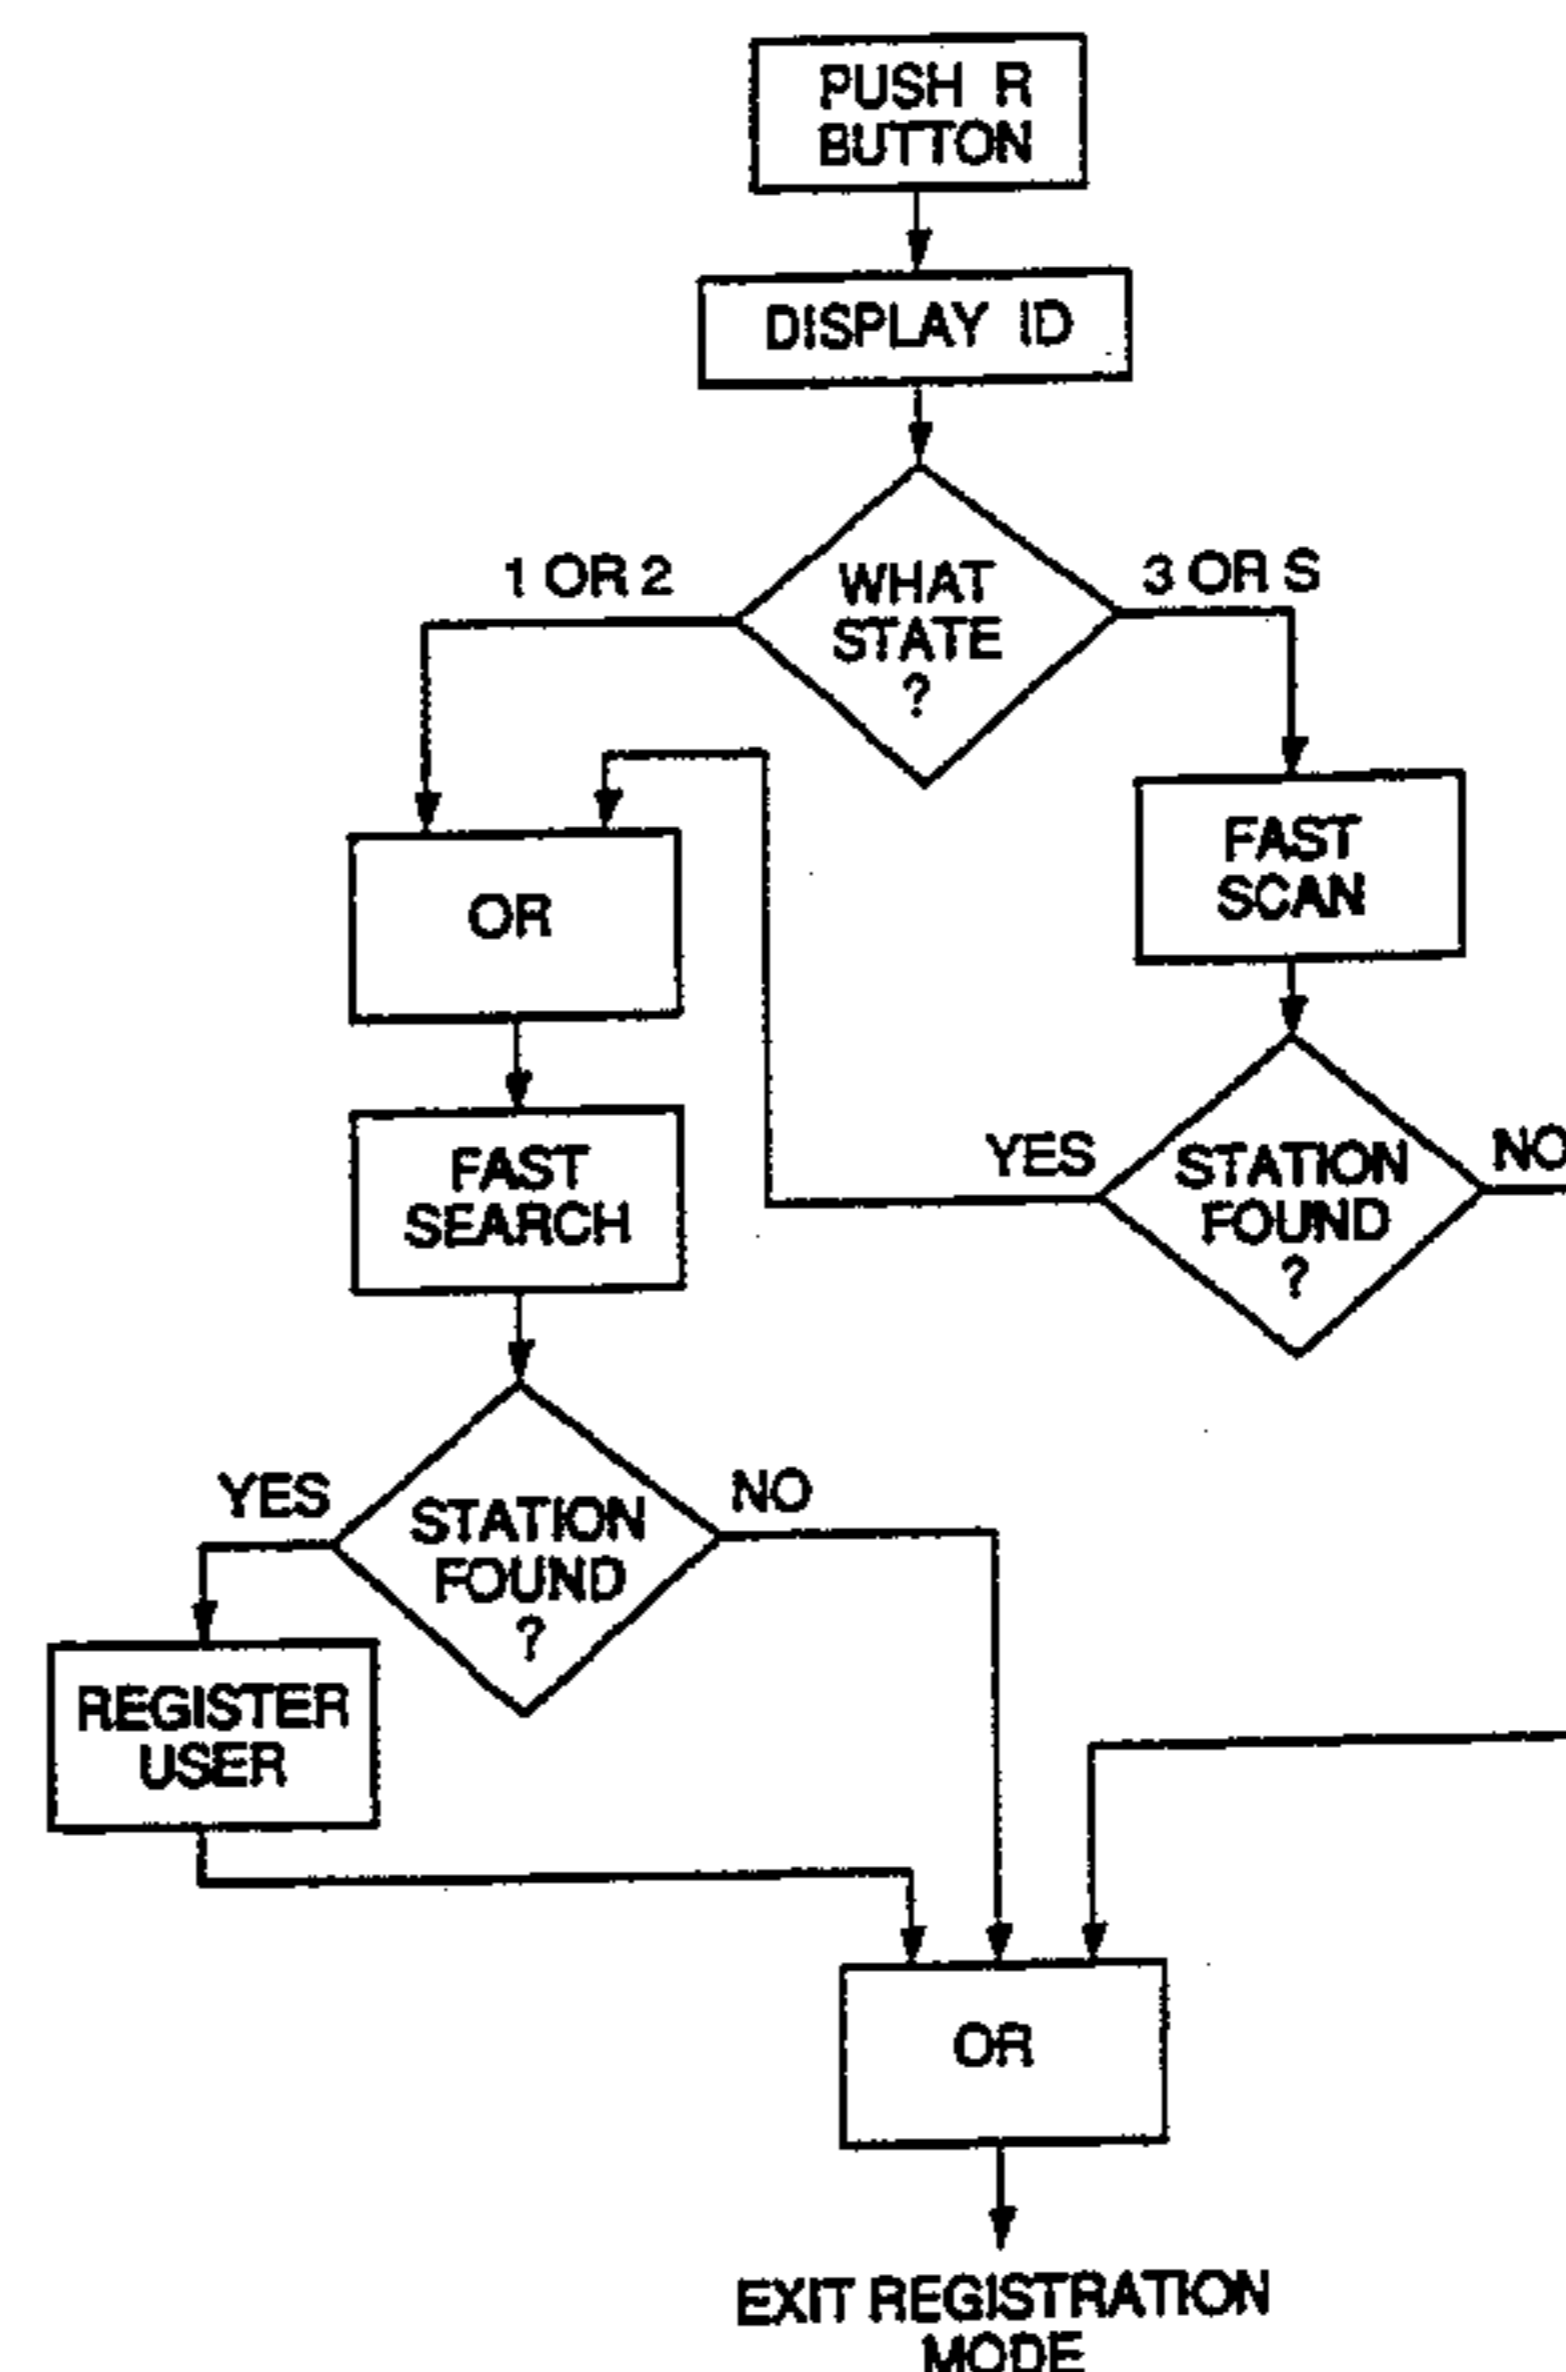 PUSH R
BUTTON
DISPLAY ID
WHAT
STATE
?
1 OR 2
3 OR S
OR
FAST
SCAN
FAST
SEARCH
STATION
FOUND
?
YES
NO
STATION
FOUND
?
YES
NO
REGISTER
USER
OR
EXIT REGISTRATION
MODE